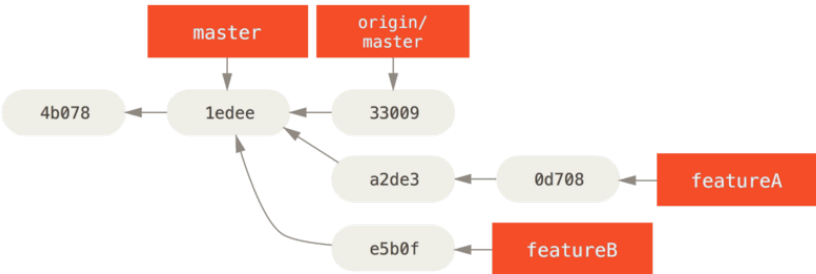 master
origin/
master
4b078
1edee
33009
a2de3
0d708
featureA
e5b0f
featureB